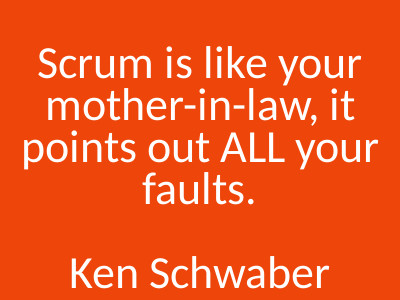 Scrum is like your
mother-in-law, it
points out ALL your
faults.
Ken Schwaber